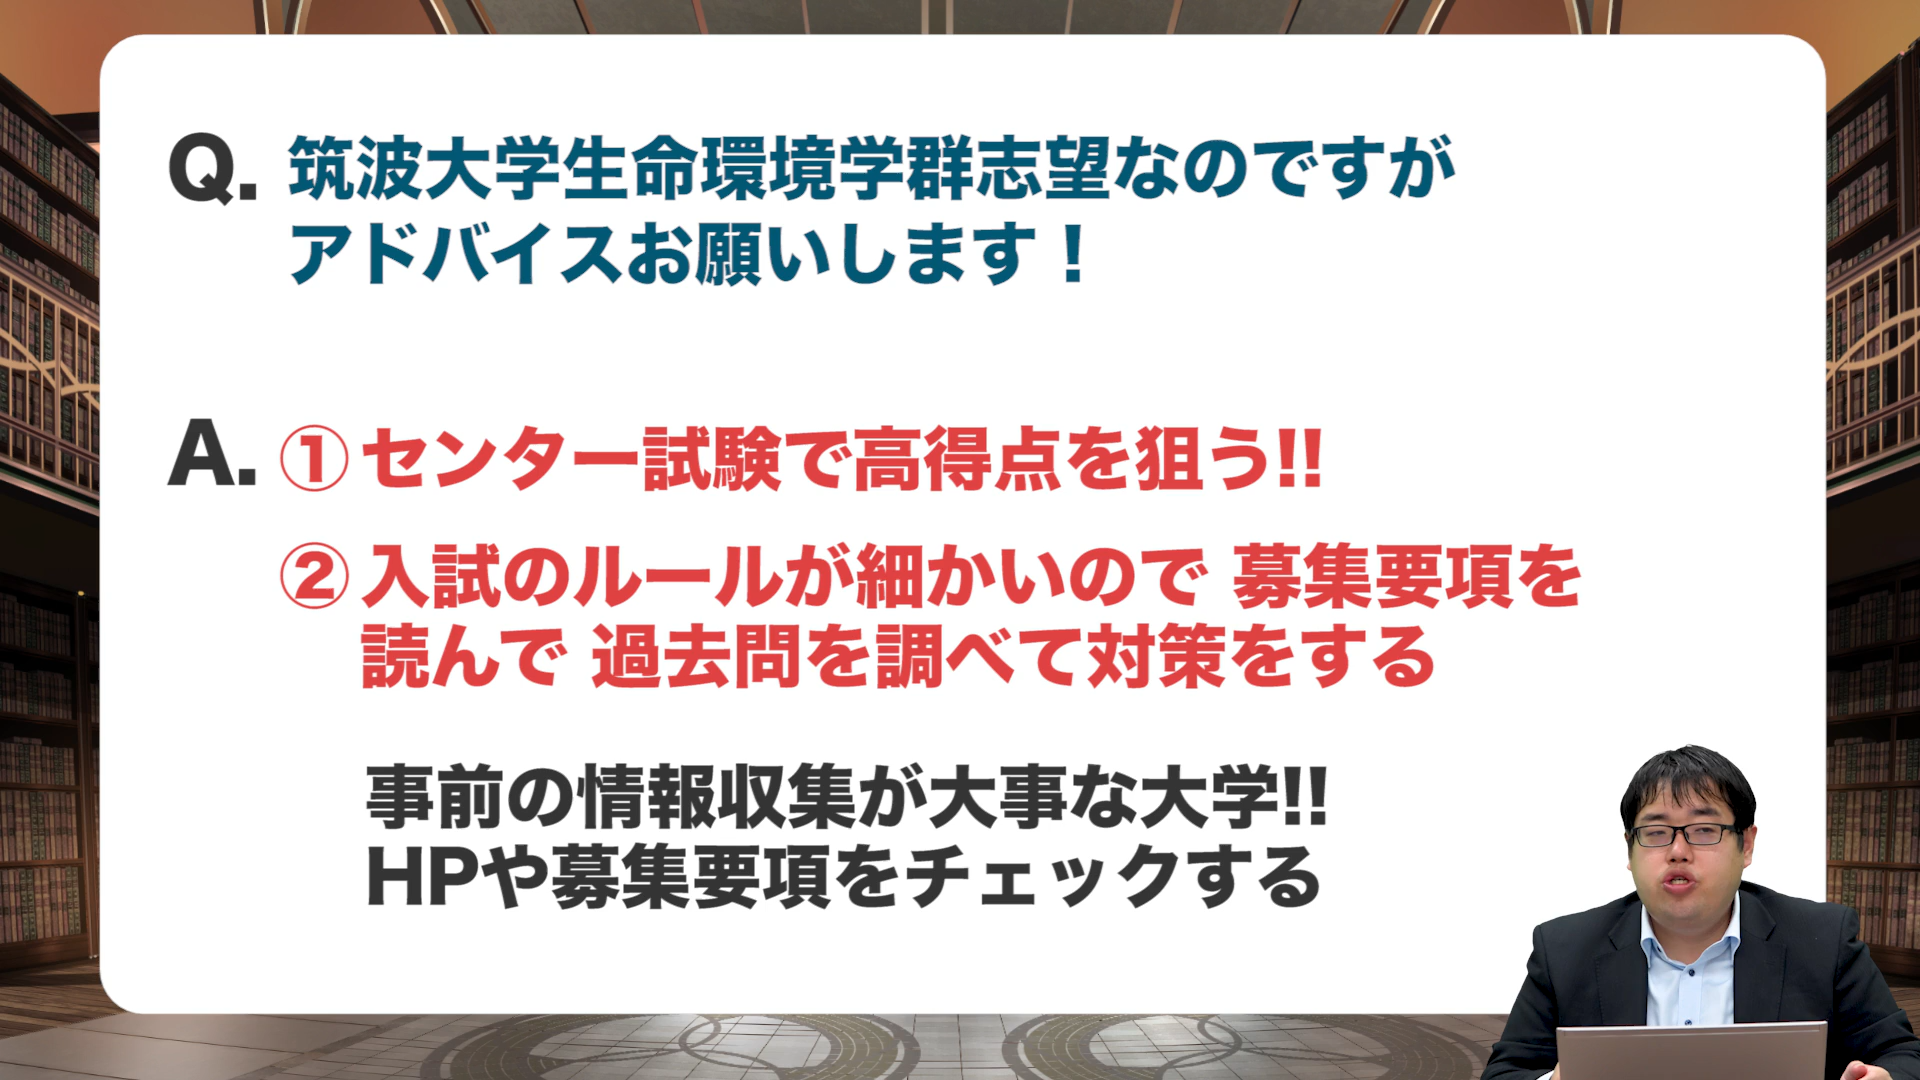 Q. 筑波大学生命環境学群志望なのですが
アドバイスお願いします！
A. ①センター試験で高得点を狙う!!
②入試のルールが細かいので 募集要項を
読んで 過去問を調べて対策をする
事前の情報収集が大事な大学!!
HPや募集要項をチェックする